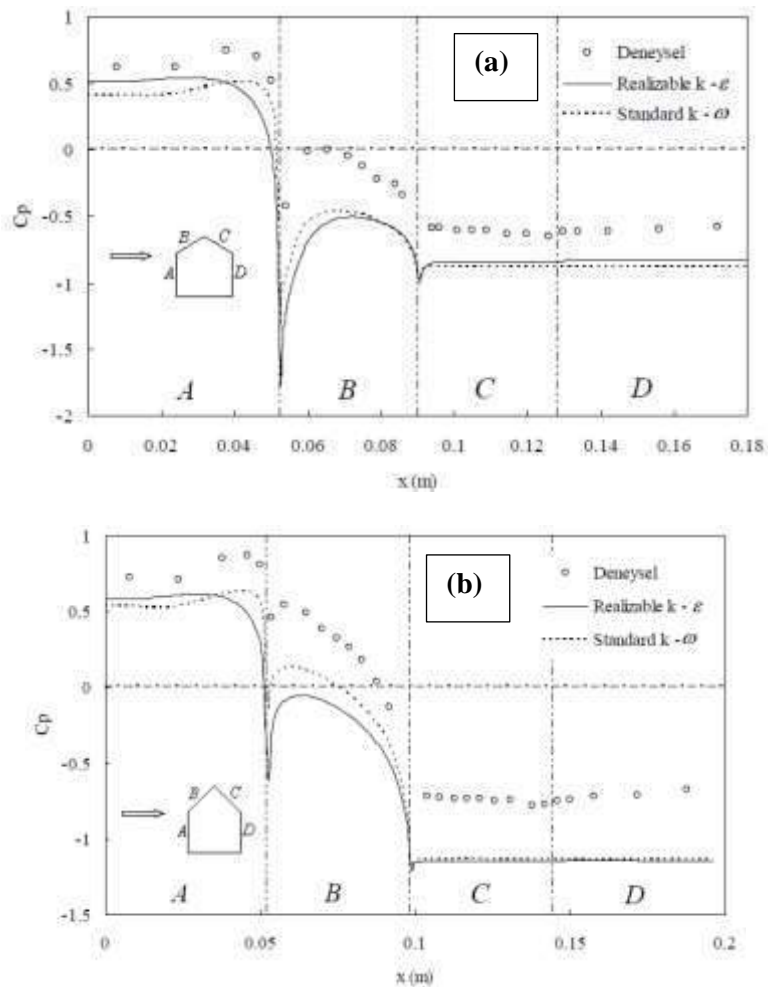 1
(a)
Deneysel
Realizable k - ε
Standard k - ω
0.5
0
-0.5
-1
-1.5
-2
Cp
B C
A D
A B C D
0 0.02 0.04 0.06 0.08 0.1 0.12 0.14 0.16 0.18
x (m)
1
(b)
Deneysel
Realizable k - ε
Standard k - ω
0.5
0
-0.5
-1
-1.5
Cp
B C
A D
A B C D
0 0.05 0.1 0.15 0.2
x (m)